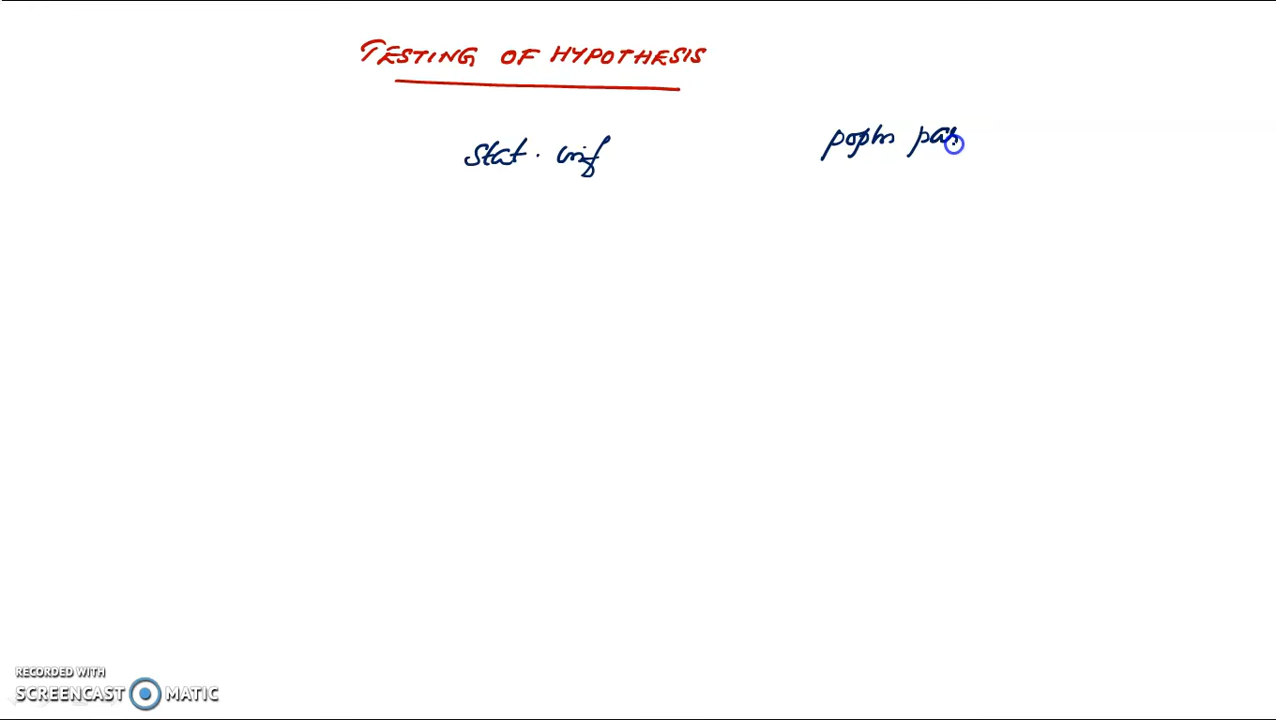 TESTING OF HYPOTHESIS
stat. inf popln par
RECORDED WITH
SCREENCAST MATIC